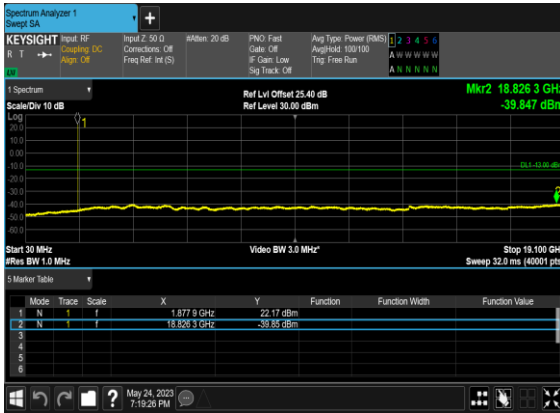 Spectrum Analyzer 1
Swept SA
+
KEYSIGHT Input: RF Input Z: 50 Ω #Atten: 20 dB PNO: Fast Avg Type: Power (RMS) 1 2 3 4 5 6
R T Coupling: DC Corrections: Off Gate: Off Avg|Hold: 100/100 A W W W W W
Align: Off Freq Ref: Int (S) IF Gain: Low Trig: Free Run
Sig Track: Off A N N N N N
1 Spectrum Ref Lvl Offset 25.40 dB Mkr2 18.826 3 GHz
Scale/Div 10 dB Ref Level 30.00 dBm -39.847 dBm
Log
1
20.0
10.0
0.00
-10.0
DL1 -13.00 dBm
-20.0
-30.0
-40.0
-50.0
-60.0
Start 30 MHz Video BW 3.0 MHz* Stop 19.100 GHz
#Res BW 1.0 MHz Sweep 32.0 ms (40001 pts)
5 Marker Table
Mode Trace Scale X Y Function Function Width Function Value
1 N 1 f 1.877 9 GHz 22.17 dBm
2 N 1 f 18.826 3 GHz -39.85 dBm
3
4
5
6
? May 24, 2023
7:19:26 PM